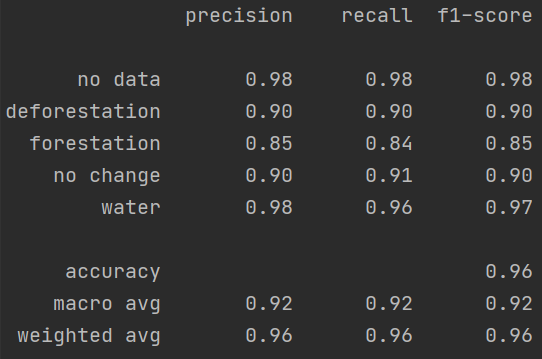 precision recall f1-score
no data 0.98 0.98 0.98
deforestation 0.90 0.90 0.90
forestation 0.85 0.84 0.85
no change 0.90 0.91 0.90
water 0.98 0.96 0.97
accuracy 0.96
macro avg 0.92 0.92 0.92
weighted avg 0.96 0.96 0.96